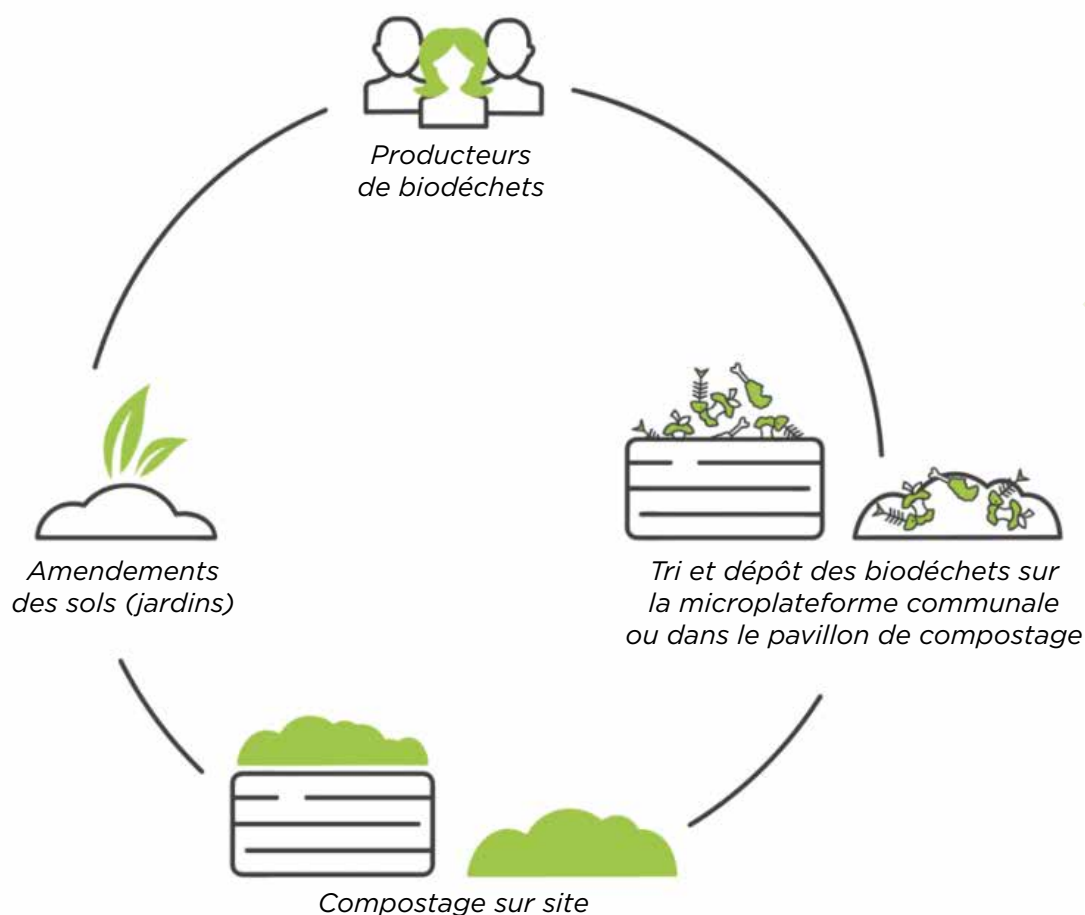 Producteurs
de biodéchets
Tri et dépôt des biodéchets sur
la microplateforme communale
ou dans le pavillon de compostage
Compostage sur site
Amendements
des sols (jardins)